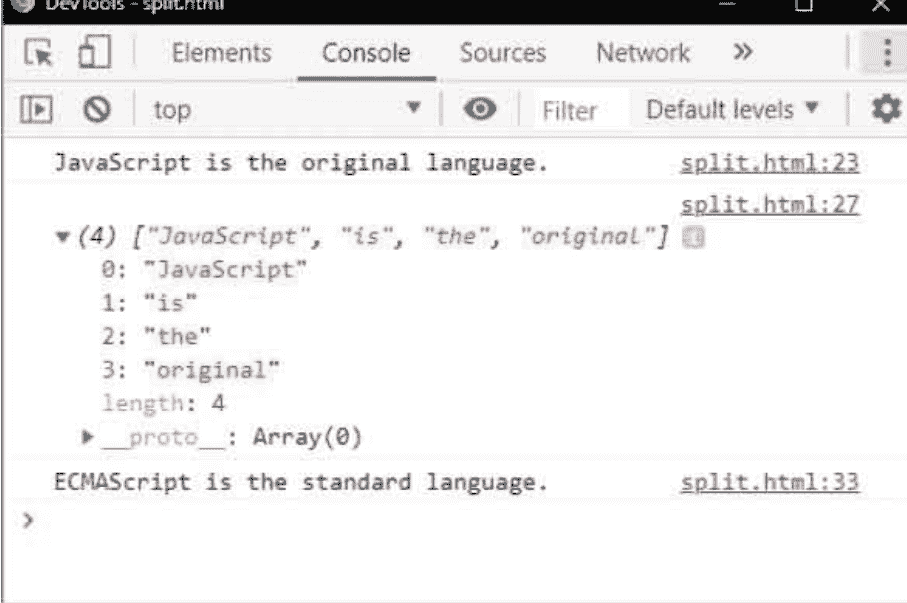 DevTools - split.html
Elements Console Sources Network »
top Filter Default levels
JavaScript is the original language. split.html:23
split.html:27
(4) ["JavaScript", "is", "the", "original"]
0: "JavaScript"
1: "is"
2: "the"
3: "original"
length: 4
__proto__: Array(0)
ECMAScript is the standard language. split.html:33